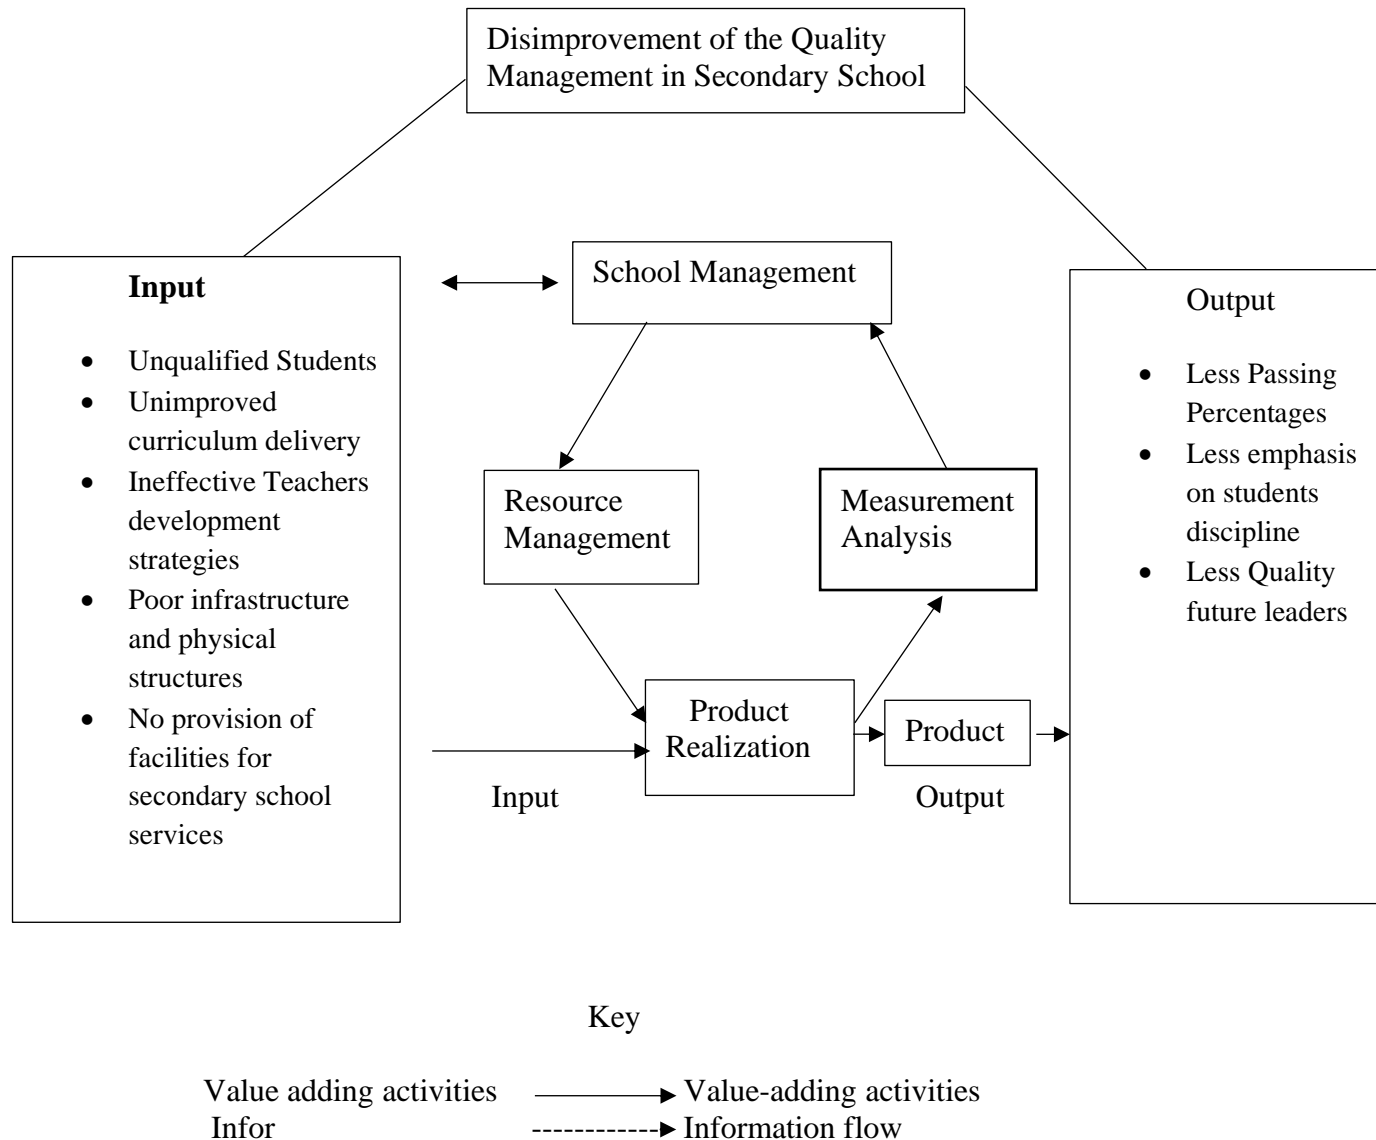 Disimprovement of the Quality
Management in Secondary School
Input
• Unqualified Students
• Unimproved
curriculum delivery
• Ineffective Teachers
development
strategies
• Poor infrastructure
and physical
structures
• No provision of
facilities for
secondary school
services
School Management
Resource
Management
Measurement
Analysis
Product
Realization
Product
Input
Output
Output
• Less Passing
Percentages
• Less emphasis
on students
discipline
• Less Quality
future leaders
Key
Value adding activities Value-adding activities
Infor Information flow